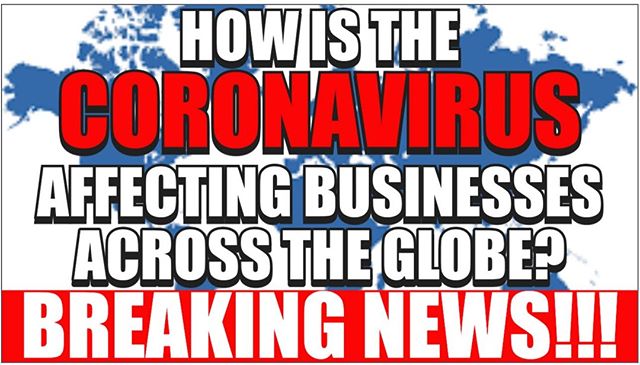 HOW IS THE
CORONAVIRUS
AFFECTING BUSINESSES
ACROSS THE GLOBE?
BREAKING NEWS!!!